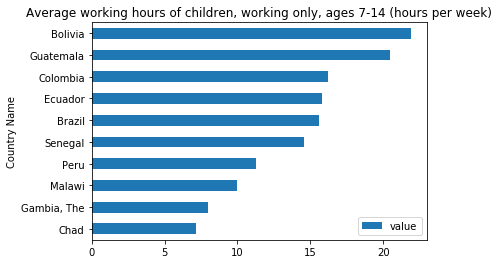 Average working hours of children, working only, ages 7-14 (hours per week)
Country Name
Bolivia
Guatemala
Colombia
Ecuador
Brazil
Senegal
Peru
Malawi
Gambia, The
Chad
value
0 5 10 15 20